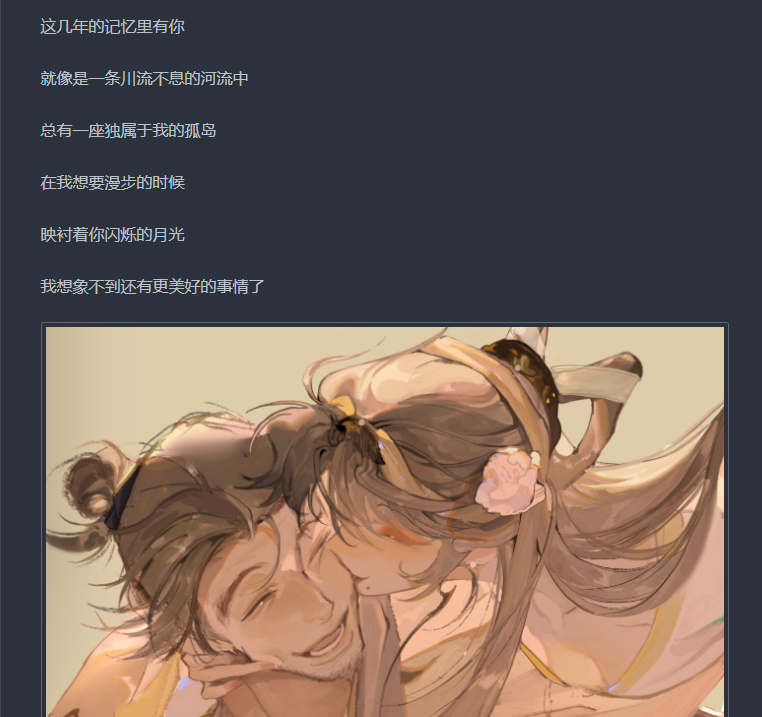 这几年的记忆里有你
就像是一条川流不息的河流中
总有一座独属于我的孤岛
在我想要漫步的时候
映衬着你闪烁的月光
我想象不到还有更美好的事情了